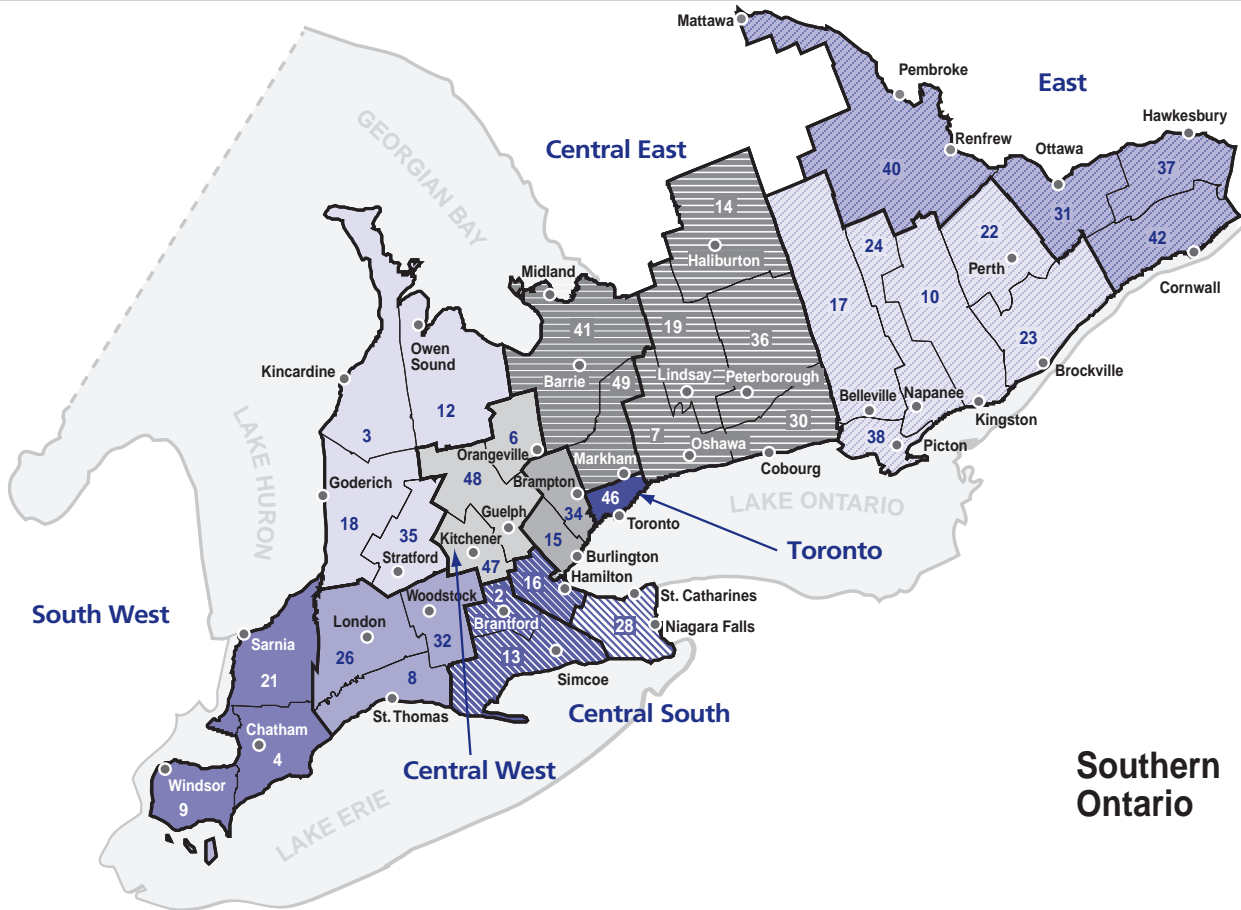 Mattawa
Pembroke
East
Hawkesbury
Renfrew
Ottawa
Central East
GEORGIAN BAY
40
37
31
14
22
24
42
Haliburton
Perth
Midland
Cornwall
17
10
41
19
36
23
Owen
Sound
Kincardine
Barrie
49
Lindsay
Peterborough
Brockville
Belleville
Napanee
Kingston
12
3
6
7
30
38
Picton
Orangeville
Oshawa
Markham
Cobourg
48
Brampton
LAKE HURON
Goderich
46
LAKE ONTARIO
34
Guelph
Toronto
18
35
Kitchener
15
Toronto
Stratford
47
Burlington
Hamilton
16
South West
Woodstock
2
St. Catharines
London
Brantford
28
Niagara Falls
Sarnia
32
26
13
Simcoe
21
8
St. Thomas
Central South
Chatham
4
Central West
Windsor
9
LAKE ERIE
Southern
Ontario